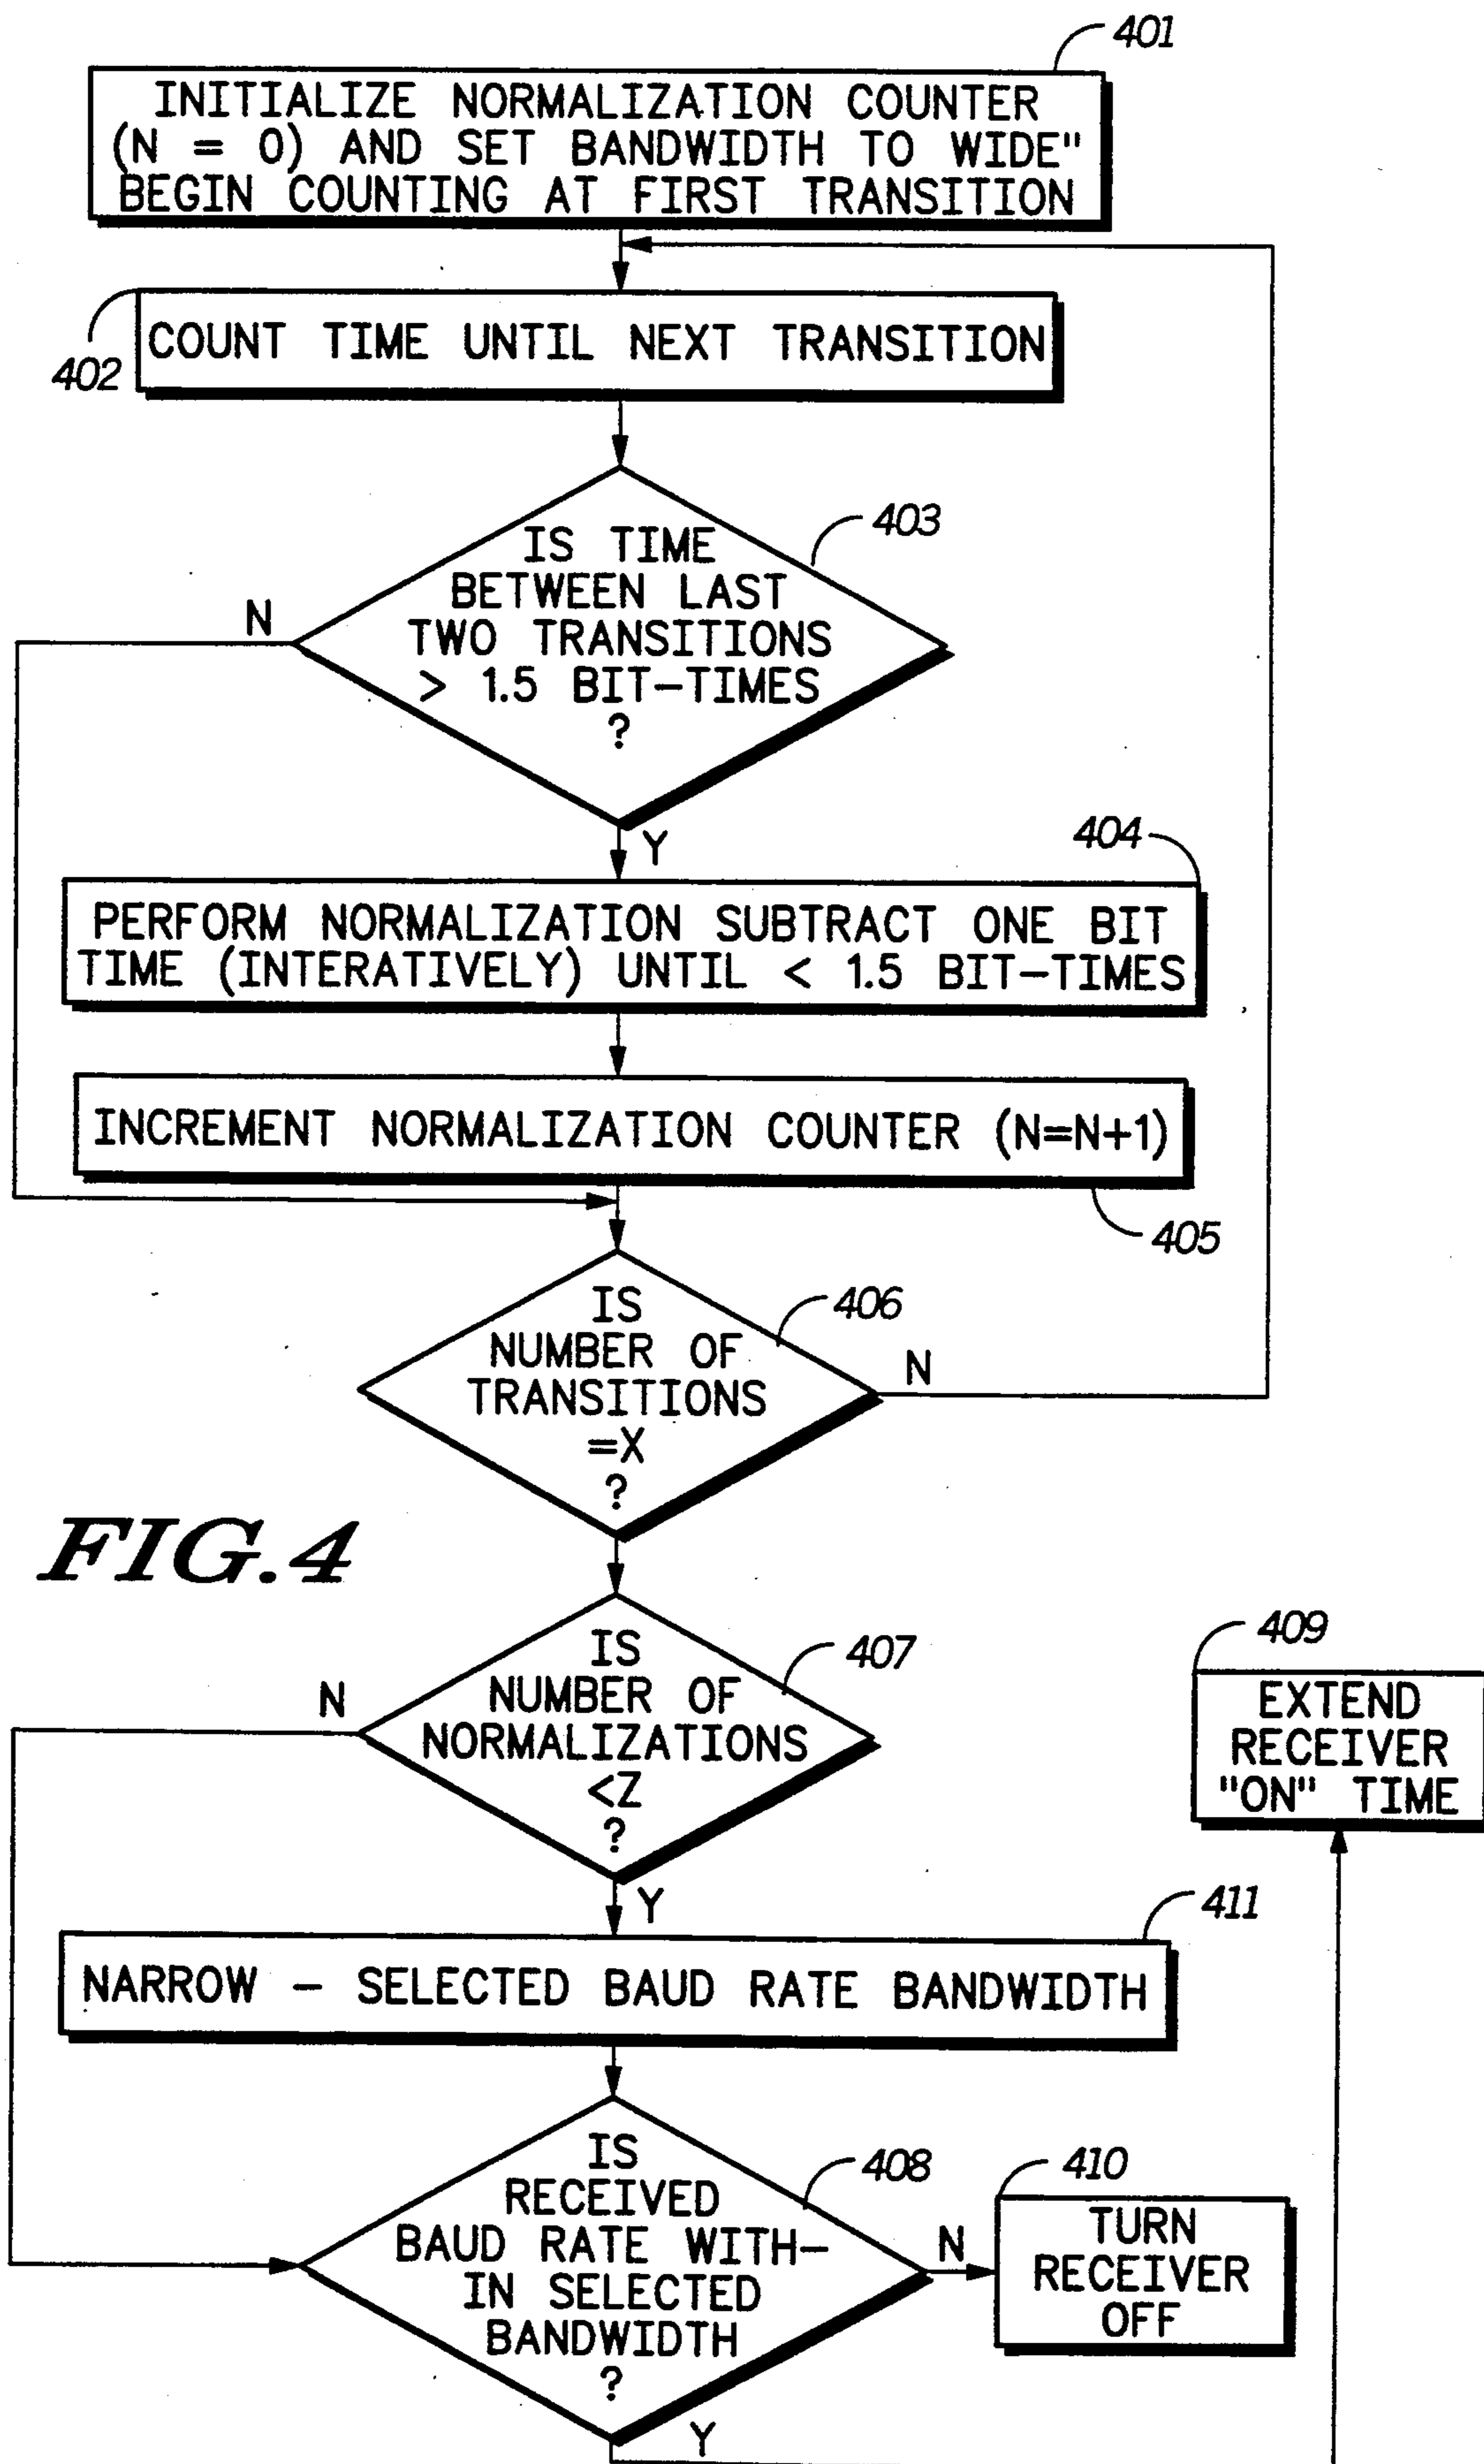 401
INITIALIZE NORMALIZATION COUNTER
(N = 0) AND SET BANDWIDTH TO WIDE"
BEGIN COUNTING AT FIRST TRANSITION
COUNT TIME UNTIL NEXT TRANSITION
402
403
IS TIME
BETWEEN LAST
TWO TRANSITIONS
> 1.5 BIT-TIMES
?
N
Y
404
PERFORM NORMALIZATION SUBTRACT ONE BIT
TIME (INTERATIVELY) UNTIL < 1.5 BIT-TIMES
INCREMENT NORMALIZATION COUNTER (N=N+1)
405
406
IS
NUMBER OF
TRANSITIONS
=X
?
N
FIG.4
407
IS
NUMBER OF
NORMALIZATIONS
<Z
?
N
Y
409
EXTEND
RECEIVER
"ON" TIME
411
NARROW - SELECTED BAUD RATE BANDWIDTH
408
IS
RECEIVED
BAUD RATE WITH-
IN SELECTED
BANDWIDTH
?
N
410
TURN
RECEIVER
OFF
Y